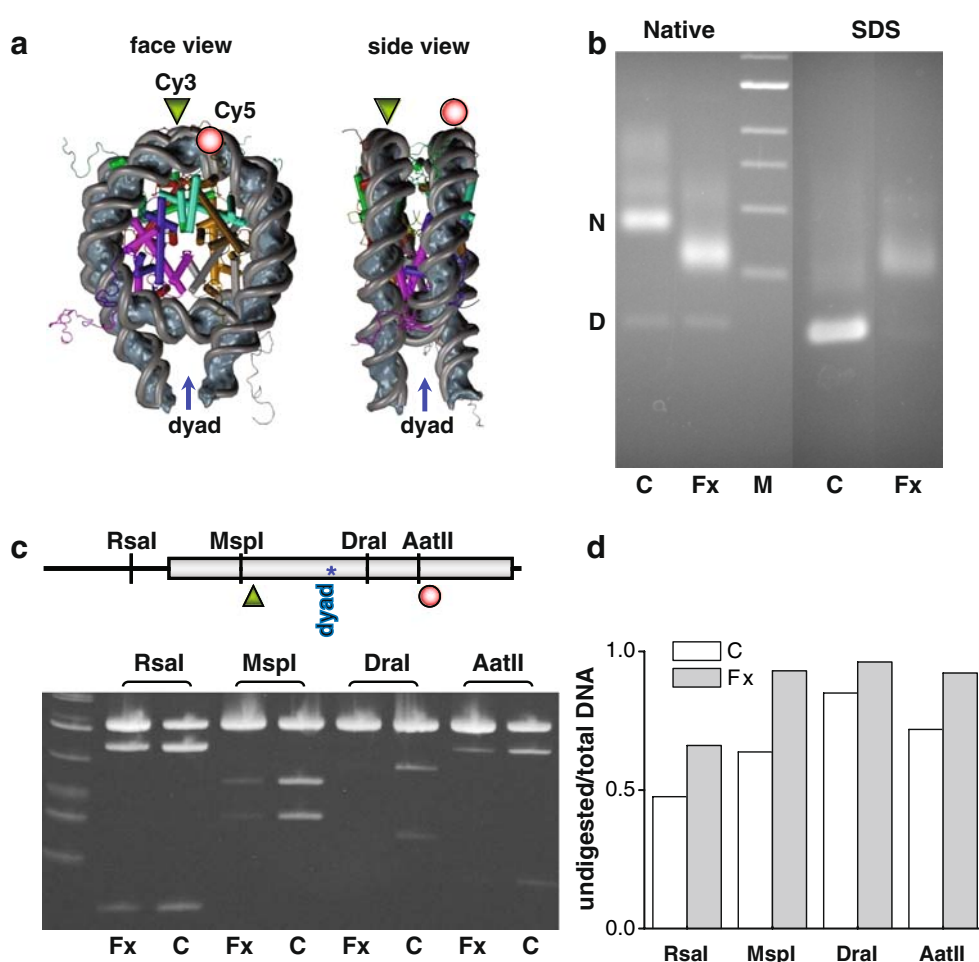 a
face view
side view
Cy3
Cy5
dyad
dyad
b
Native
SDS
N
D
C Fx M C Fx
c
RsaI MspI DraI AatII
*
dyad
RsaI MspI DraI AatII
Fx C Fx C Fx C Fx C
d
undigested/total DNA
1.0
0.5
0.0
C
Fx
RsaI MspI DraI AatII